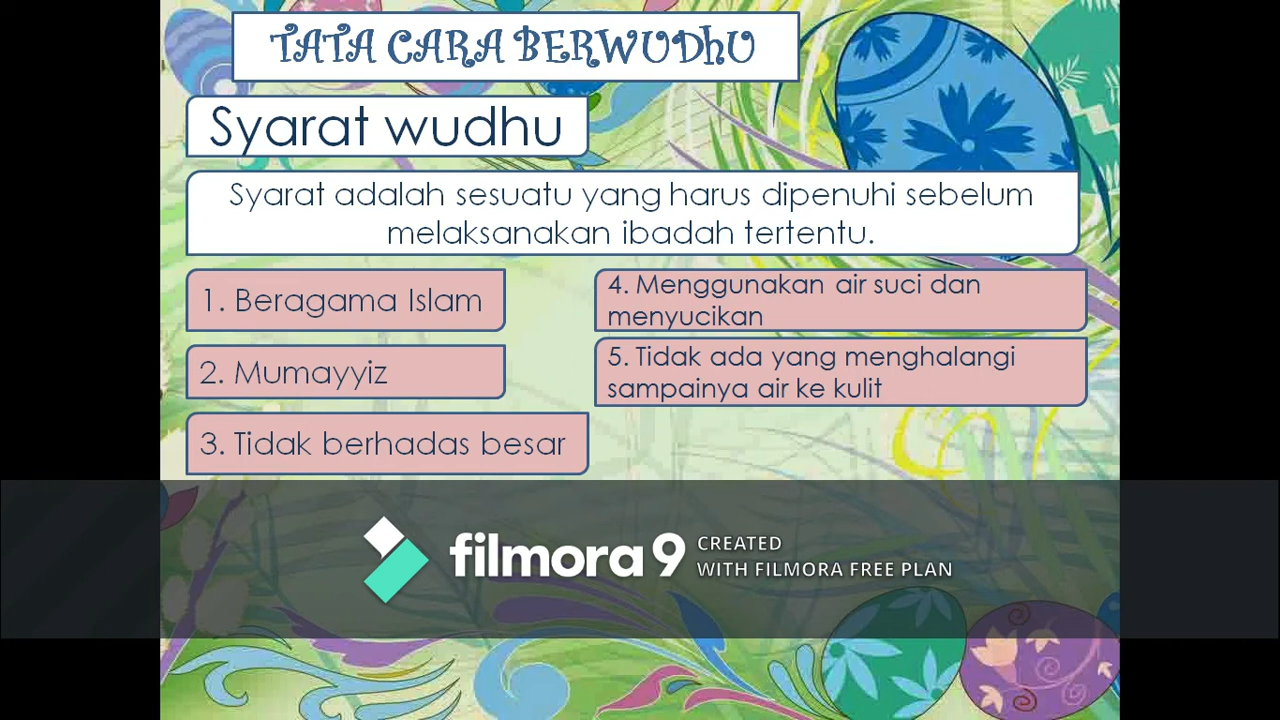 TATA CARA BERWUDhU
Syarat wudhu
Syarat adalah sesuatu yang harus dipenuhi sebelum
melaksanakan ibadah tertentu.
1. Beragama Islam
2. Mumayyiz
3. Tidak berhadas besar
4. Menggunakan air suci dan
menyucikan
5. Tidak ada yang menghalangi
sampainya air ke kulit
filmora 9
CREATED
WITH FILMORA FREE PLAN